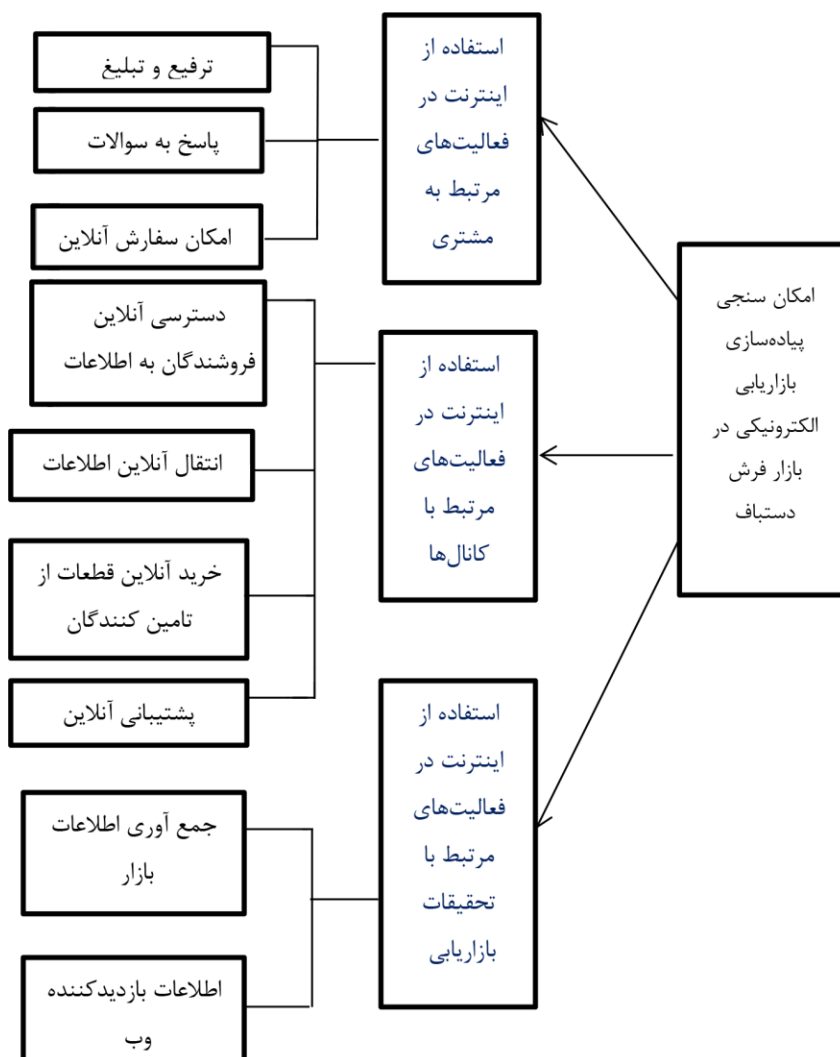 امکان سنجی
پیاده‌سازی
بازاریابی
الکترونیکی در
بازار فرش
دستباف
استفاده از
اینترنت در
فعالیت‌های
مرتبط به
مشتری
ترفیع و تبلیغ
پاسخ به سوالات
امکان سفارش آنلاین
استفاده از
اینترنت در
فعالیت‌های
مرتبط با
کانال‌ها
دسترسی آنلاین
فروشندگان به اطلاعات
انتقال آنلاین اطلاعات
خرید آنلاین قطعات از
تامین کنندگان
پشتیبانی آنلاین
استفاده از
اینترنت در
فعالیت‌های
مرتبط با
تحقیقات
بازاریابی
جمع آوری اطلاعات
بازار
اطلاعات بازدیدکننده
وب